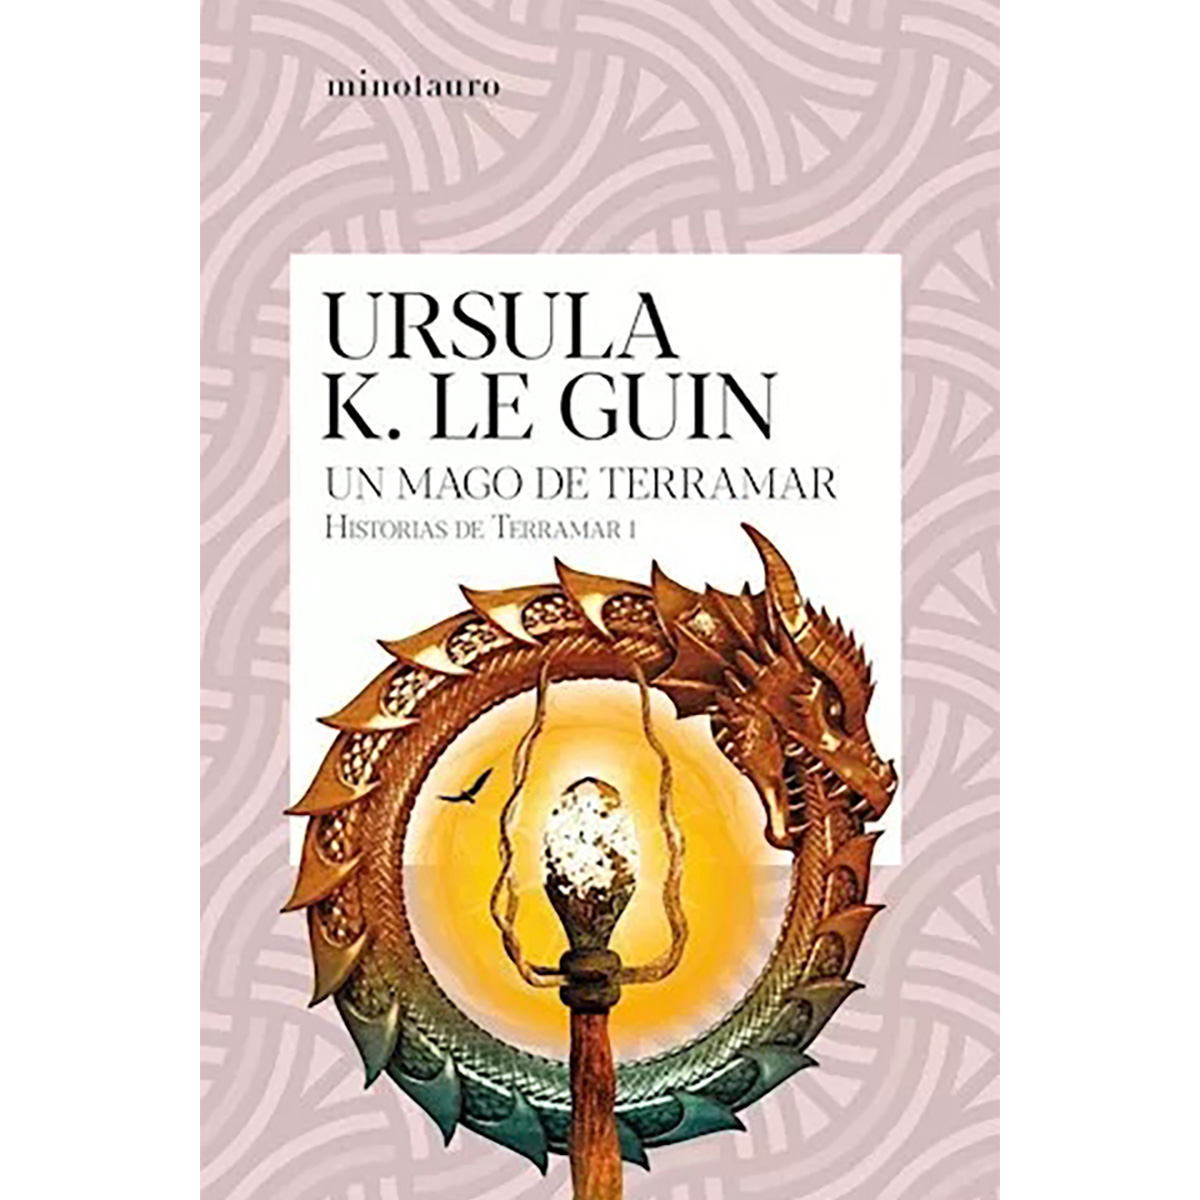 minotauro
URSULA
K. LE GUIN
UN MAGO DE TERRAMAR
Historias de Terramar 1